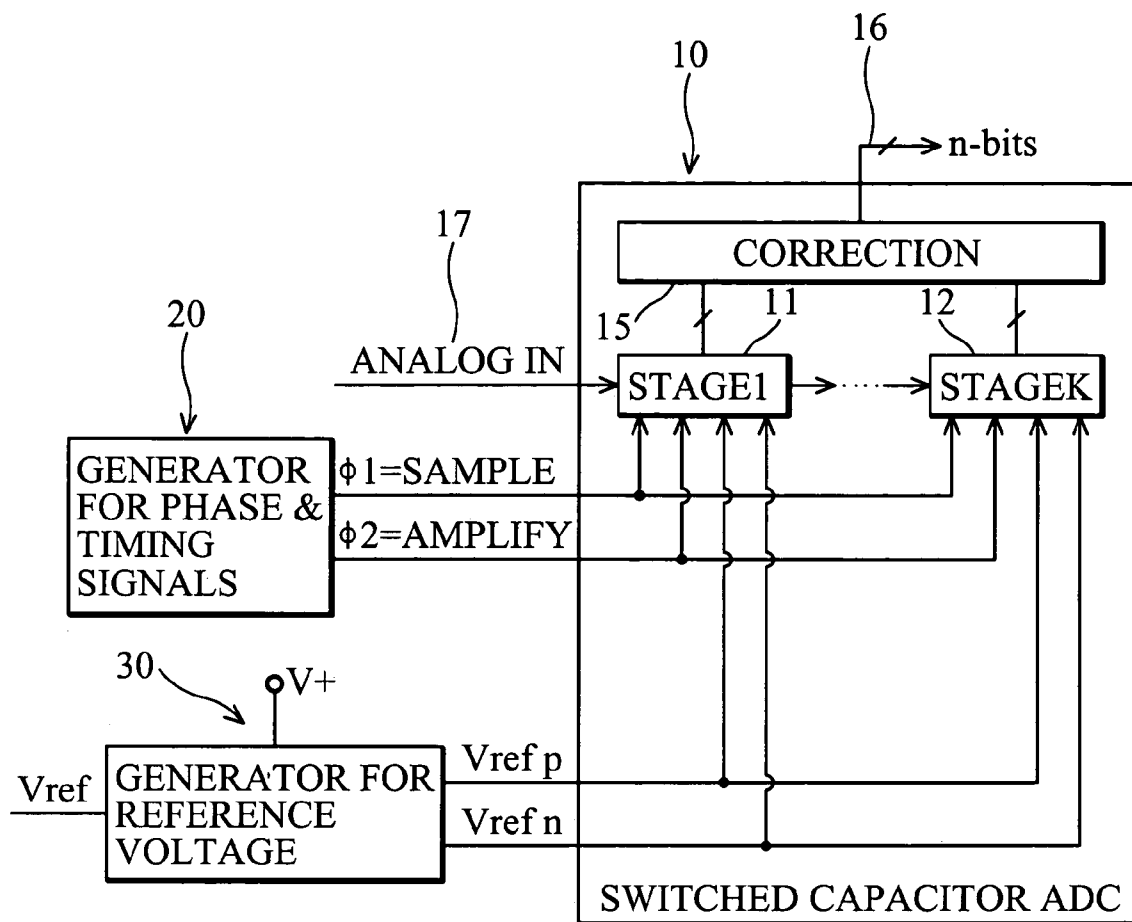 16
10
n-bits
17
CORRECTION
20
15
11
12
ANALOG IN
STAGE1
STAGEK
GENERATOR
FOR PHASE &
TIMING
SIGNALS
ϕ1=SAMPLE
ϕ2=AMPLIFY
30
V+
Vref
GENERATOR FOR
REFERENCE
VOLTAGE
Vref p
Vref n
SWITCHED CAPACITOR ADC